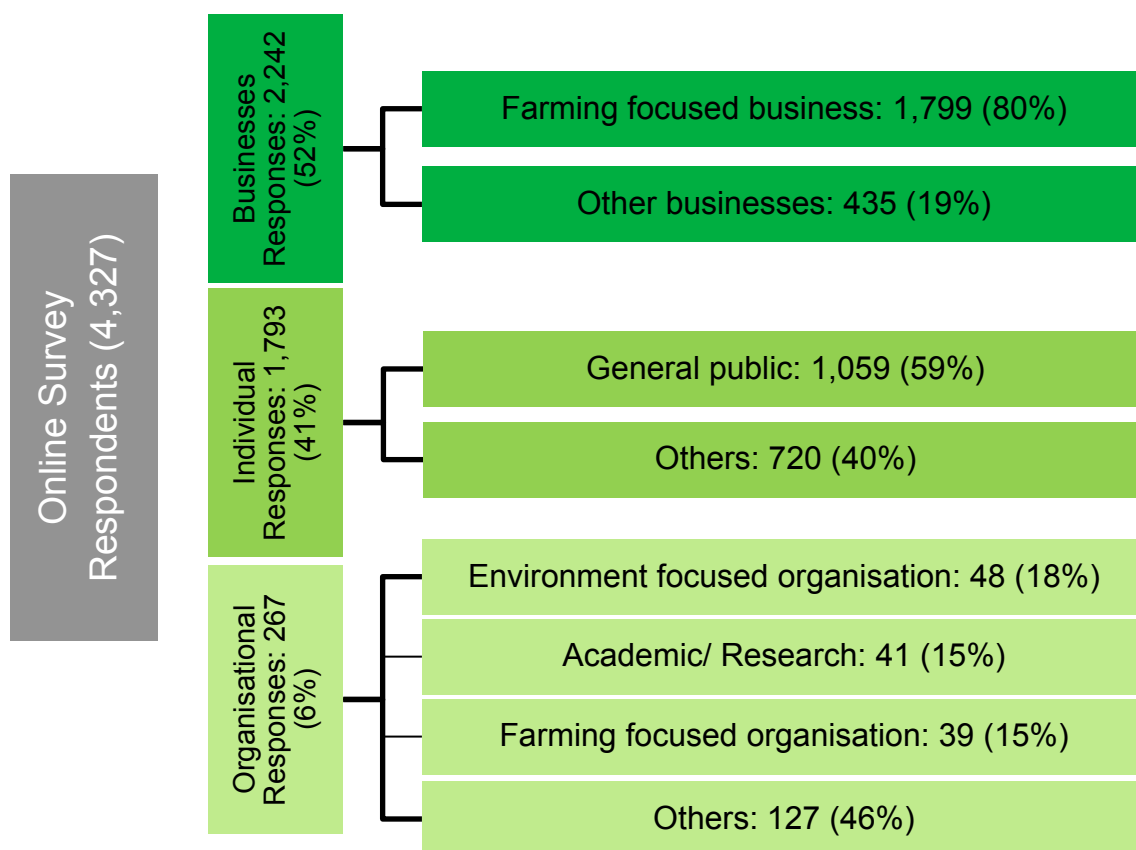 Online Survey
Respondents (4,327)
Businesses
Responses: 2,242
(52%)
Farming focused business: 1,799 (80%)
Other businesses: 435 (19%)
Individual
Responses: 1,793
(41%)
General public: 1,059 (59%)
Others: 720 (40%)
Organisational
Responses: 267
(6%)
Environment focused organisation: 48 (18%)
Academic/ Research: 41 (15%)
Farming focused organisation: 39 (15%)
Others: 127 (46%)